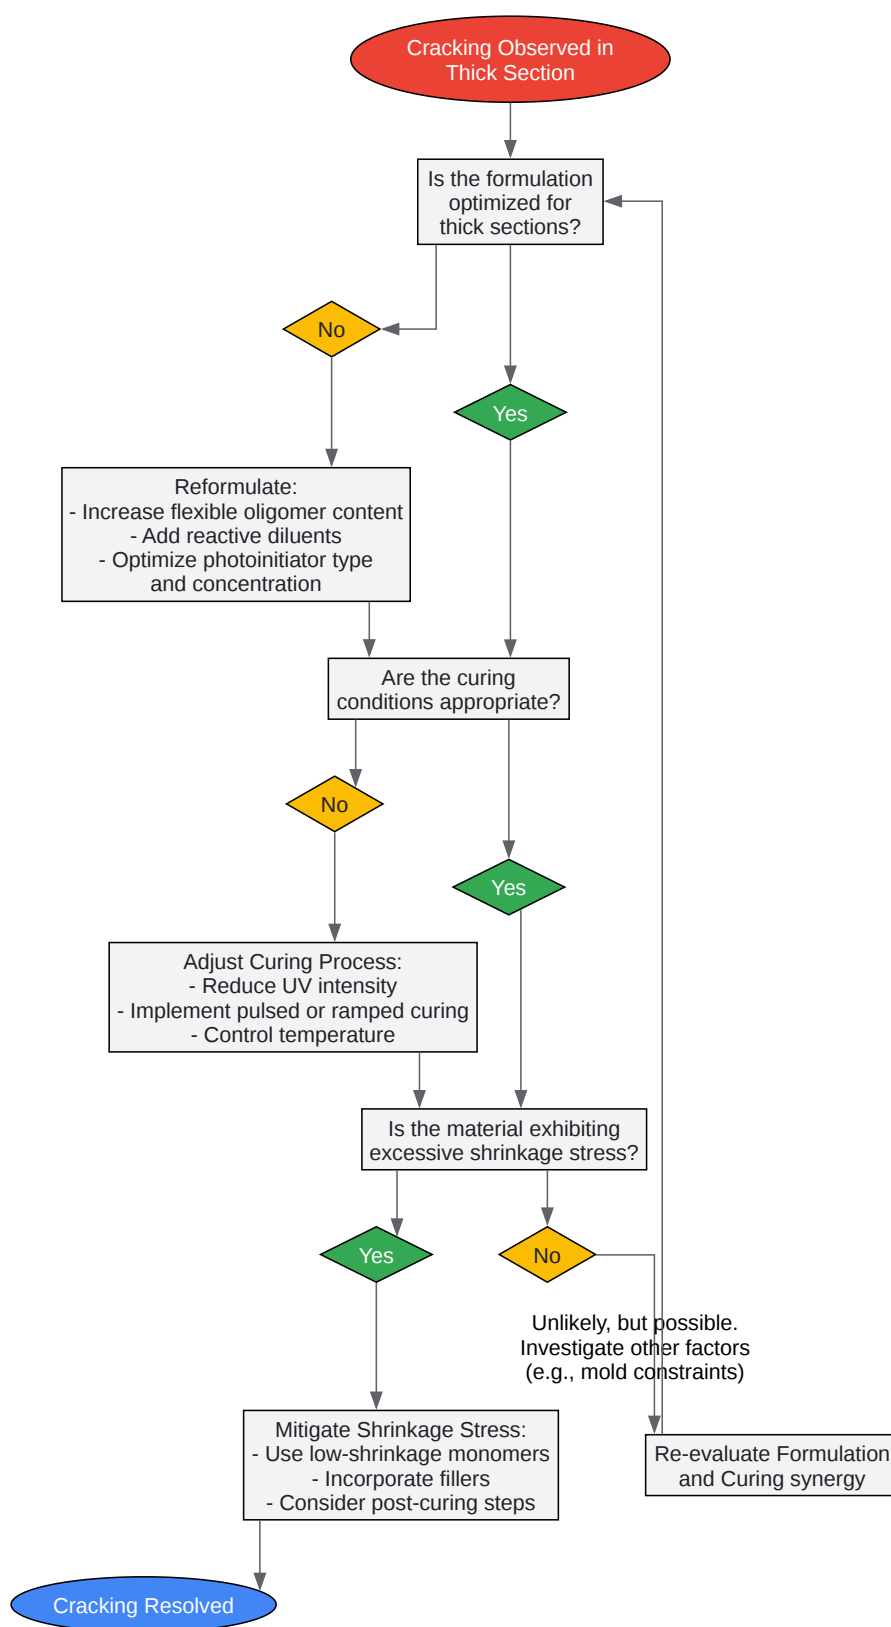 Cracking Observed in
Thick Section
Is the formulation
optimized for
thick sections?
No
Yes
Reformulate:
- Increase flexible oligomer content
- Add reactive diluents
- Optimize photoinitiator type
and concentration
Are the curing
conditions appropriate?
No
Yes
Adjust Curing Process:
- Reduce UV intensity
- Implement pulsed or ramped curing
- Control temperature
Is the material exhibiting
excessive shrinkage stress?
Yes
No
Unlikely, but possible.
Investigate other factors
(e.g., mold constraints)
Mitigate Shrinkage Stress:
- Use low-shrinkage monomers
- Incorporate fillers
- Consider post-curing steps
Re-evaluate Formulation
and Curing synergy
Cracking Resolved